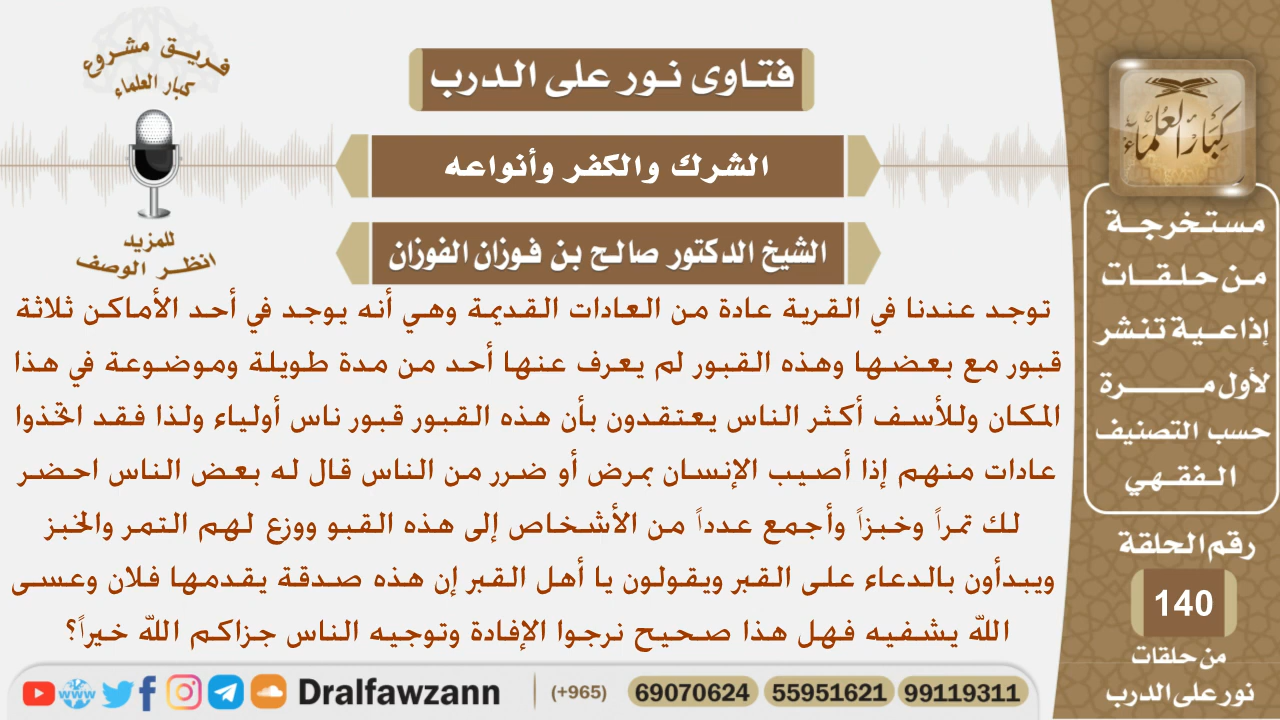 فريق مشروع
كبار العلماء
للمزيد
انظر الوصف
فتاوى نور على الدرب
الشرك والكفر وأنواعه
الشيخ الدكتور صالح بن فوزان الفوزان
توجد عندنا في القرية عادة من العادات القديمة وهي أنه يوجد في أحد الأماكن ثلاثة
قبور مع بعضها وهذه القبور لم يعرف عنها أحد من مدة طويلة وموضوعة في هذا
المكان وللأسف أكثر الناس يعتقدون بأن هذه القبور قبور ناس أولياء ولذا فقد اتخذوا
عادات منهم إذا أصيب الإنسان بمرض أو ضرر من الناس قال له بعض الناس احضر
لك تمراً وخبزاً وأجمع عدداً من الأشخاص إلى هذه القبو ووزع لهم التمر والخبز
ويبدأون بالدعاء على القبر ويقولون يا أهل القبر إن هذه صدقة يقدمها فلان وعسى
الله يشفيه فهل هذا صحيح نرجوا الإفادة وتوجيه الناس جزاكم الله خيراً؟
كبار العلماء
مستخرجة
من حلقات
إذاعية تنشر
لأول مرة
حسب التصنيف
الفقهي
رقم الحلقة
140
من حلقات
نور على الدرب
www Dralfawzann (+965) 69070624 55951621 99119311